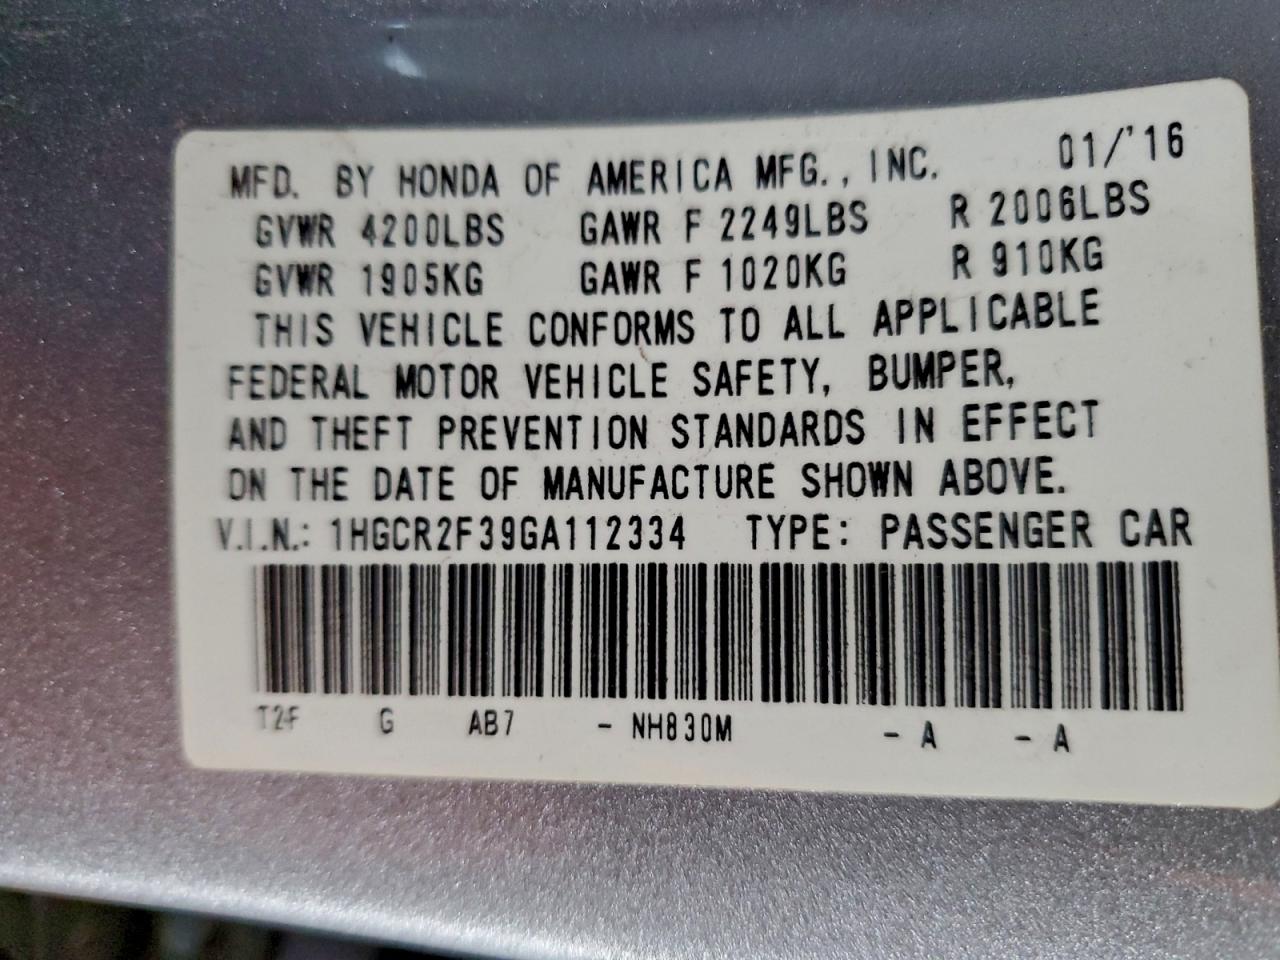 MFD. BY HONDA OF AMERICA MFG., INC. 01/'16
GVWR 4200LBS GAWR F 2249LBS R 2006LBS
GVWR 1905KG GAWR F 1020KG R 910KG
THIS VEHICLE CONFORMS TO ALL APPLICABLE
FEDERAL MOTOR VEHICLE SAFETY, BUMPER,
AND THEFT PREVENTION STANDARDS IN EFFECT
ON THE DATE OF MANUFACTURE SHOWN ABOVE.
V.I.N.: 1HGCR2F39GA112334 TYPE: PASSENGER CAR
T2F G AB7 - NH830M - A - A